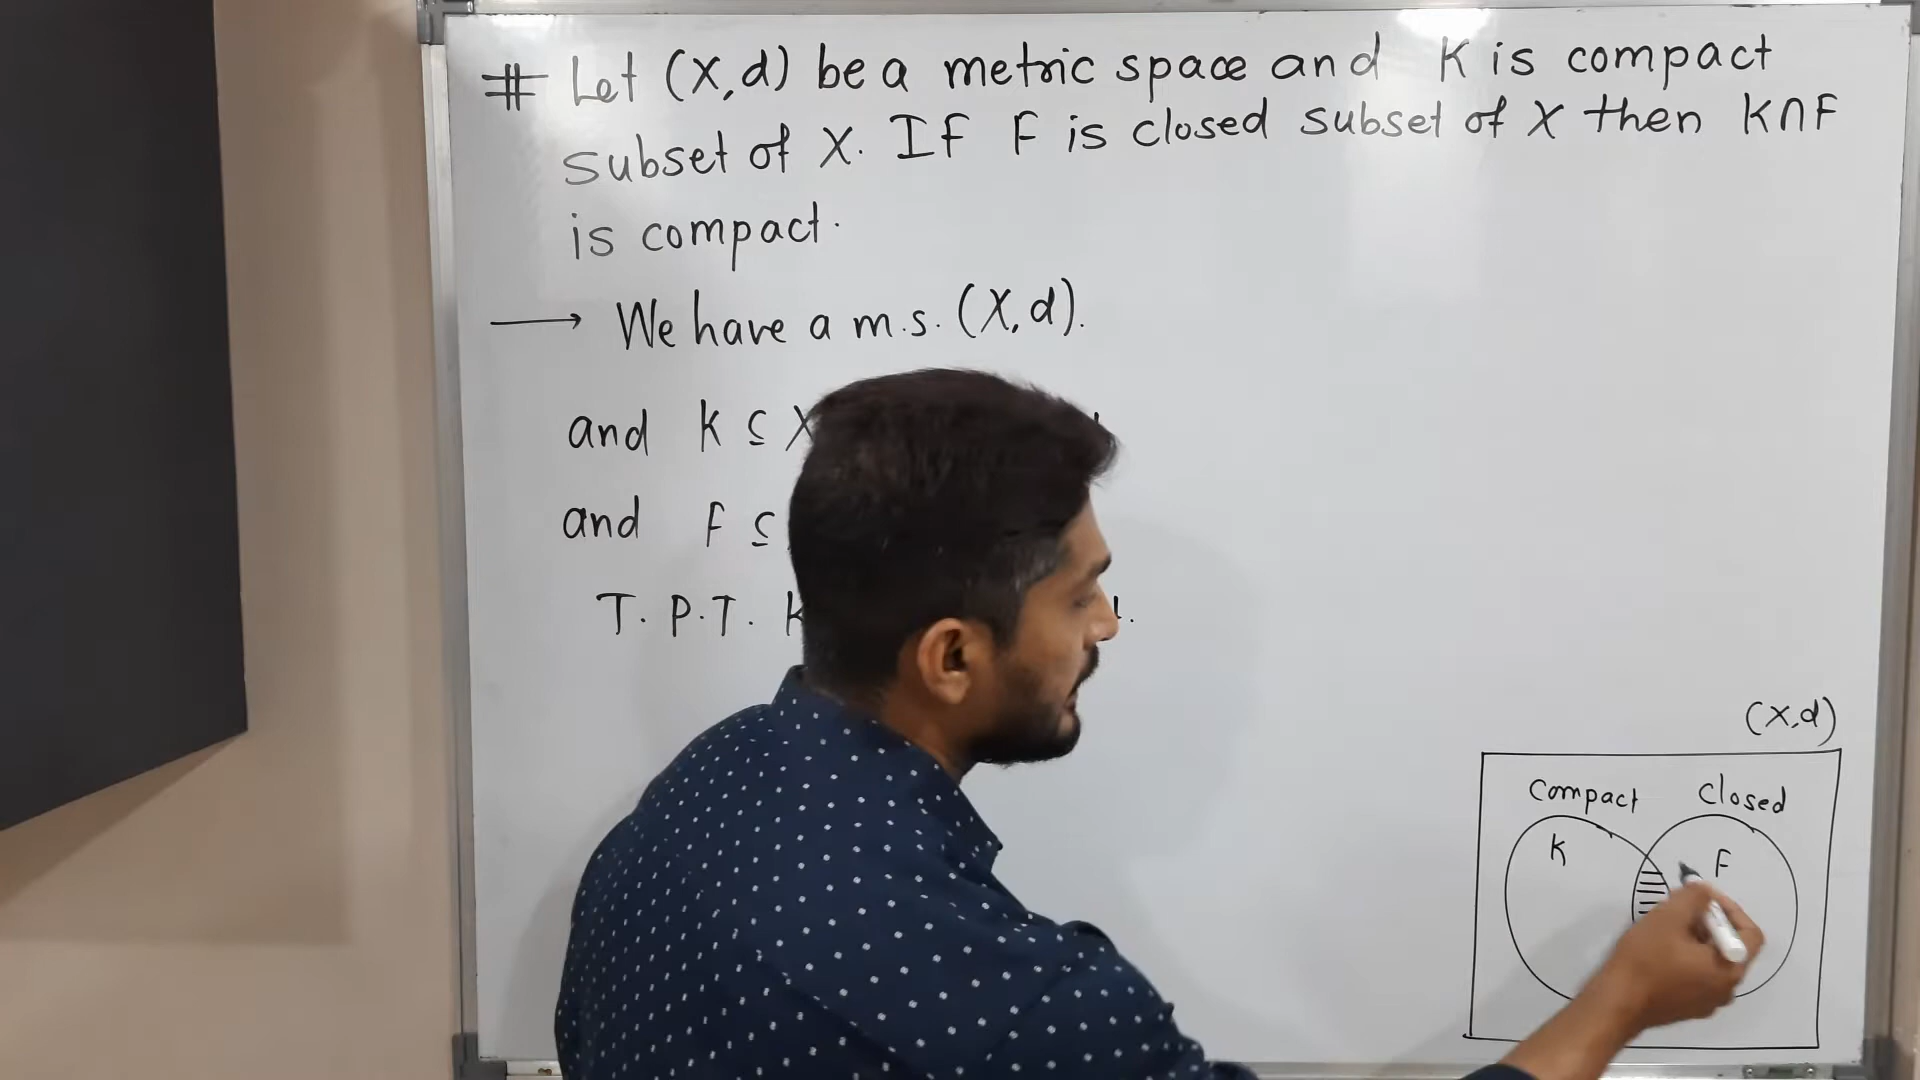 # Let (X,d) be a metric space and K is compact
subset of X. If F is closed subset of X then K∩F
is compact.
→ We have a m.s. (X,d).
and K ⊆ X
and F ⊆
T.P.T. K
(X,d)
Compact Closed
K F